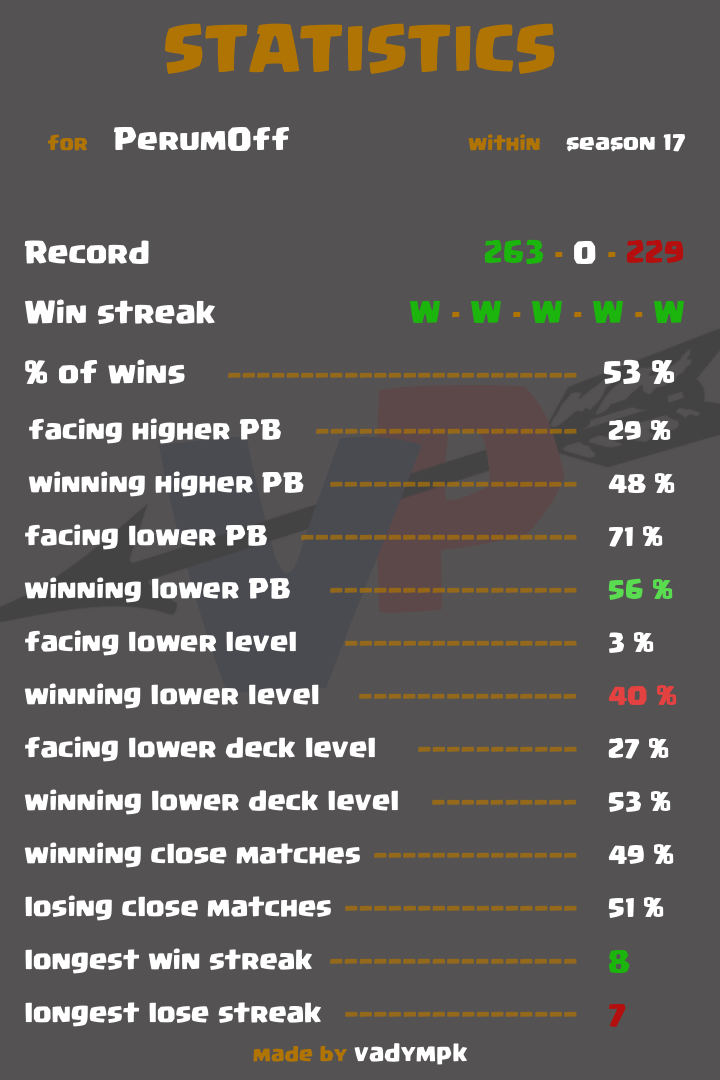 STATISTICS
for PerumOff within season 17
Record 263 - 0 - 229
Win streak W - W - W - W - W
% of wins 53 %
facing higher PB 29 %
winning higher PB 48 %
facing lower PB 71 %
winning lower PB 56 %
facing lower level 3 %
winning lower level 40 %
facing lower deck level 27 %
winning lower deck level 53 %
winning close matches 49 %
losing close matches 51 %
longest win streak 8
longest lose streak 7
made by vadympk
VP